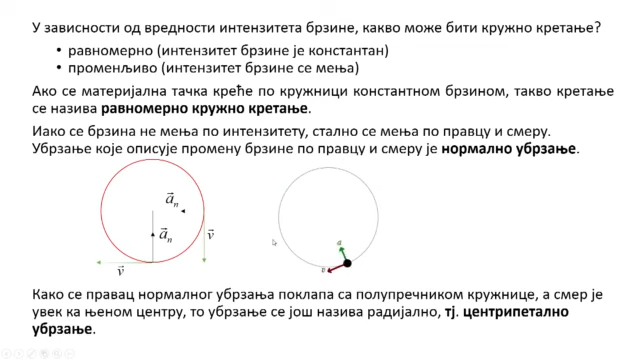 У зависности од вредности интензитета брзине, какво може бити кружно кретање?
• равномерно (интензитет брзине је константан)
• променљиво (интензитет брзине се мења)
Ако се материјална тачка креће по кружници константном брзином, такво кретање
се назива равномерно кружно кретање.
Иако се брзина не мења по интензитету, стално се мења по правцу и смеру.
Убрзање које описује промену брзине по правцу и смеру је нормално убрзање.
a⃗n
a⃗n
v⃗
v⃗
a
v
Како се правац нормалног убрзања поклапа са полупречником кружнице, а смер је
увек ка њеном центру, то убрзање се још назива радијално, тј. центрипетално
убрзање.